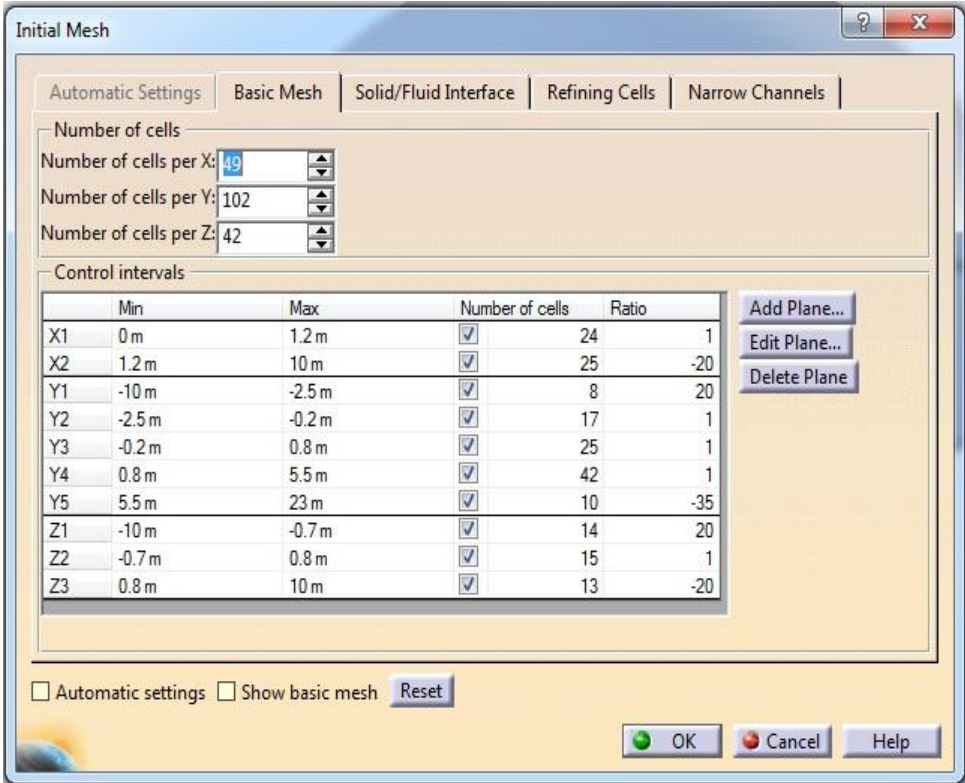 Initial Mesh
Automatic Settings Basic Mesh Solid/Fluid Interface Refining Cells Narrow Channels
Number of cells
Number of cells per X: 49
Number of cells per Y: 102
Number of cells per Z: 42
Control intervals
Min Max Number of cells Ratio
X1 0 m 1.2 m 24 1
X2 1.2 m 10 m 25 -20
Y1 -10 m -2.5 m 8 20
Y2 -2.5 m -0.2 m 17 1
Y3 -0.2 m 0.8 m 25 1
Y4 0.8 m 5.5 m 42 1
Y5 5.5 m 23 m 10 -35
Z1 -10 m -0.7 m 14 20
Z2 -0.7 m 0.8 m 15 1
Z3 0.8 m 10 m 13 -20
Add Plane...
Edit Plane...
Delete Plane
Automatic settings Show basic mesh Reset
OK Cancel Help